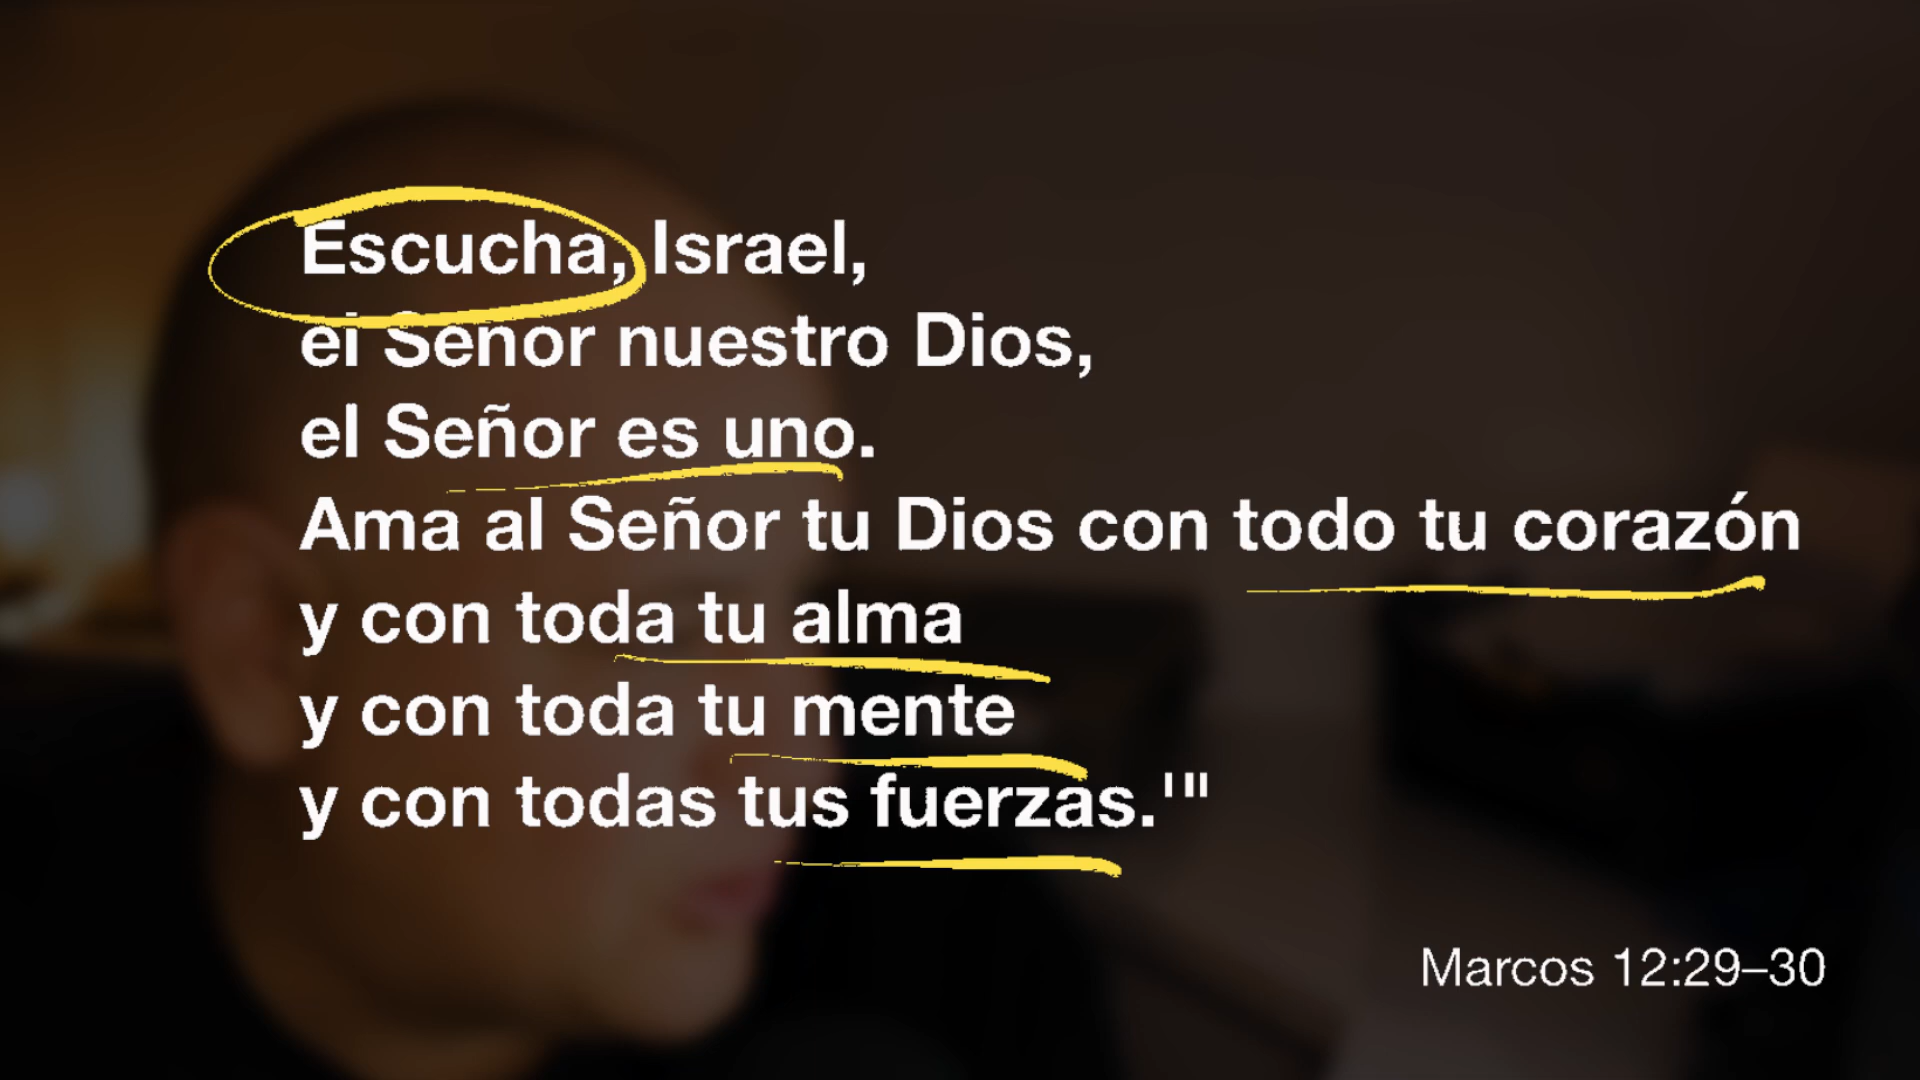 Escucha, Israel,
el Señor nuestro Dios,
el Señor es uno.
Ama al Señor tu Dios con todo tu corazón
y con toda tu alma
y con toda tu mente
y con todas tus fuerzas.'"
Marcos 12:29–30